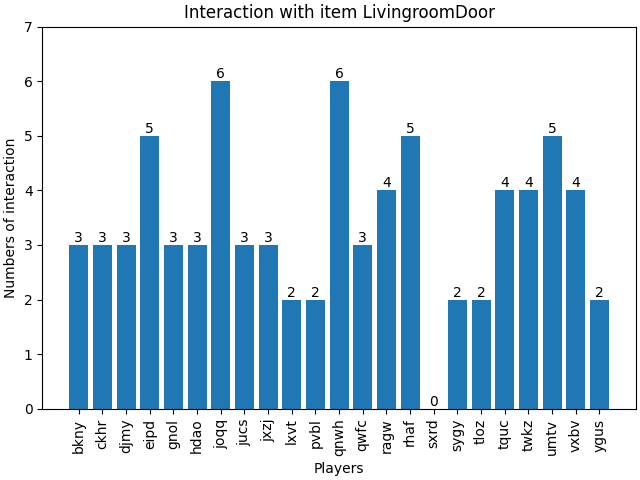 Interaction with item LivingroomDoor
Numbers of interaction
7
6
5
4
3
2
1
0
3 3 3 5 3 3 6 3 3 2 2 6 3 4 5 0 2 2 4 4 5 4 2
bkny ckhr djmy eipd gnol hdao joqq jucs jxzj lxvt pvbl qnwh qwfc ragw rhaf sxrd sygy tloz tquc twkz umtv vxbv ygus
Players